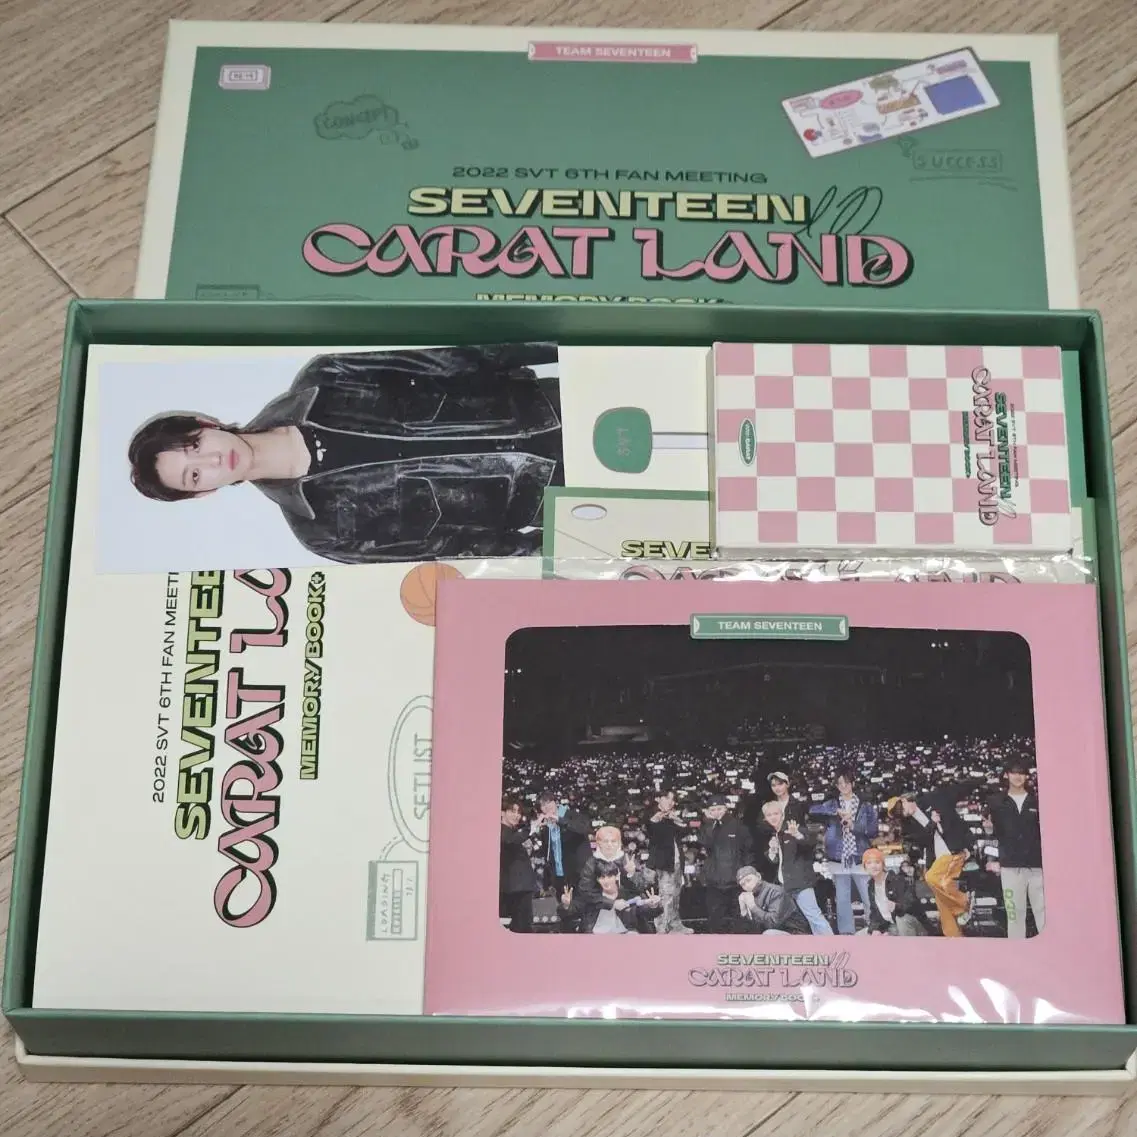 TEAM SEVENTEEN
CONCEPT
SUCCESS
2022 SVT 6TH FAN MEETING
SEVENTEEN
CARAT LAND
MEMORY BOOK+
SVT
2022 SVT 6TH FAN MEETI
SEVENTEE
CARAT LA
MEMORY BOOK+
SETLIST
LOADING
SEVENTEEN
CARAT LAND
MEMORY BOOK+
SEVE
TEAM SEVENTEEN
SEVENTEEN
CARAT LAND
MEMORY BOOK+